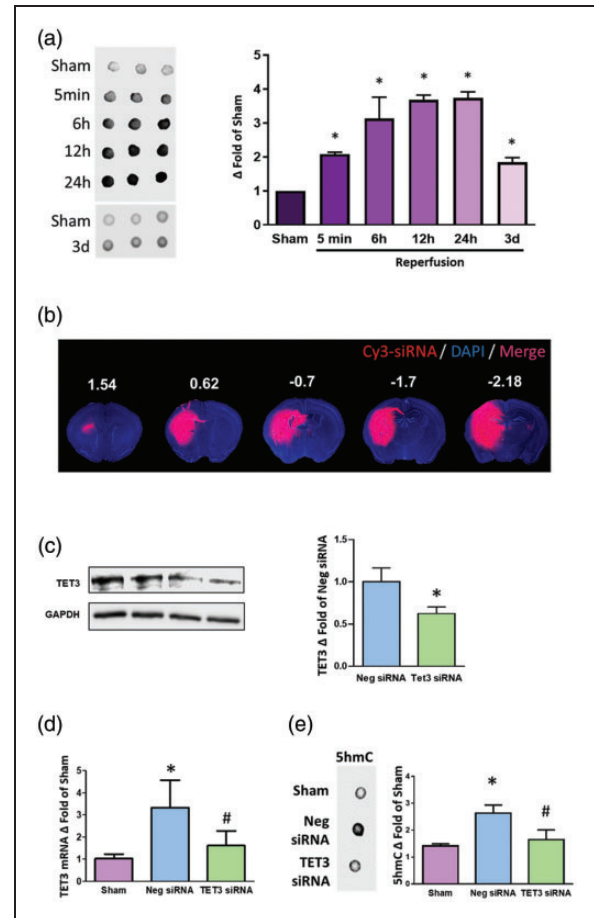 (a)
Sham
5min
6h
12h
24h
Sham
3d
Δ Fold of Sham
5
4
3
2
1
0
*
*
*
*
*
Sham
5 min
6h
12h
24h
3d
Reperfusion
(b)
Cy3-siRNA / DAPI / Merge
1.54
0.62
-0.7
-1.7
-2.18
(c)
TET3
GAPDH
TET3 Δ Fold of Neg siRNA
1.5
1.0
0.5
0.0
*
Neg siRNA
Tet3 siRNA
(d)
TET3 mRNA Δ Fold of Sham
5
4
3
2
1
0
*
#
Sham
Neg siRNA
TET3 siRNA
(e)
5hmC
Sham
Neg
siRNA
TET3
siRNA
5hmC Δ Fold of Sham
5
4
3
2
1
0
*
#
Sham
Neg siRNA
TET3 siRNA